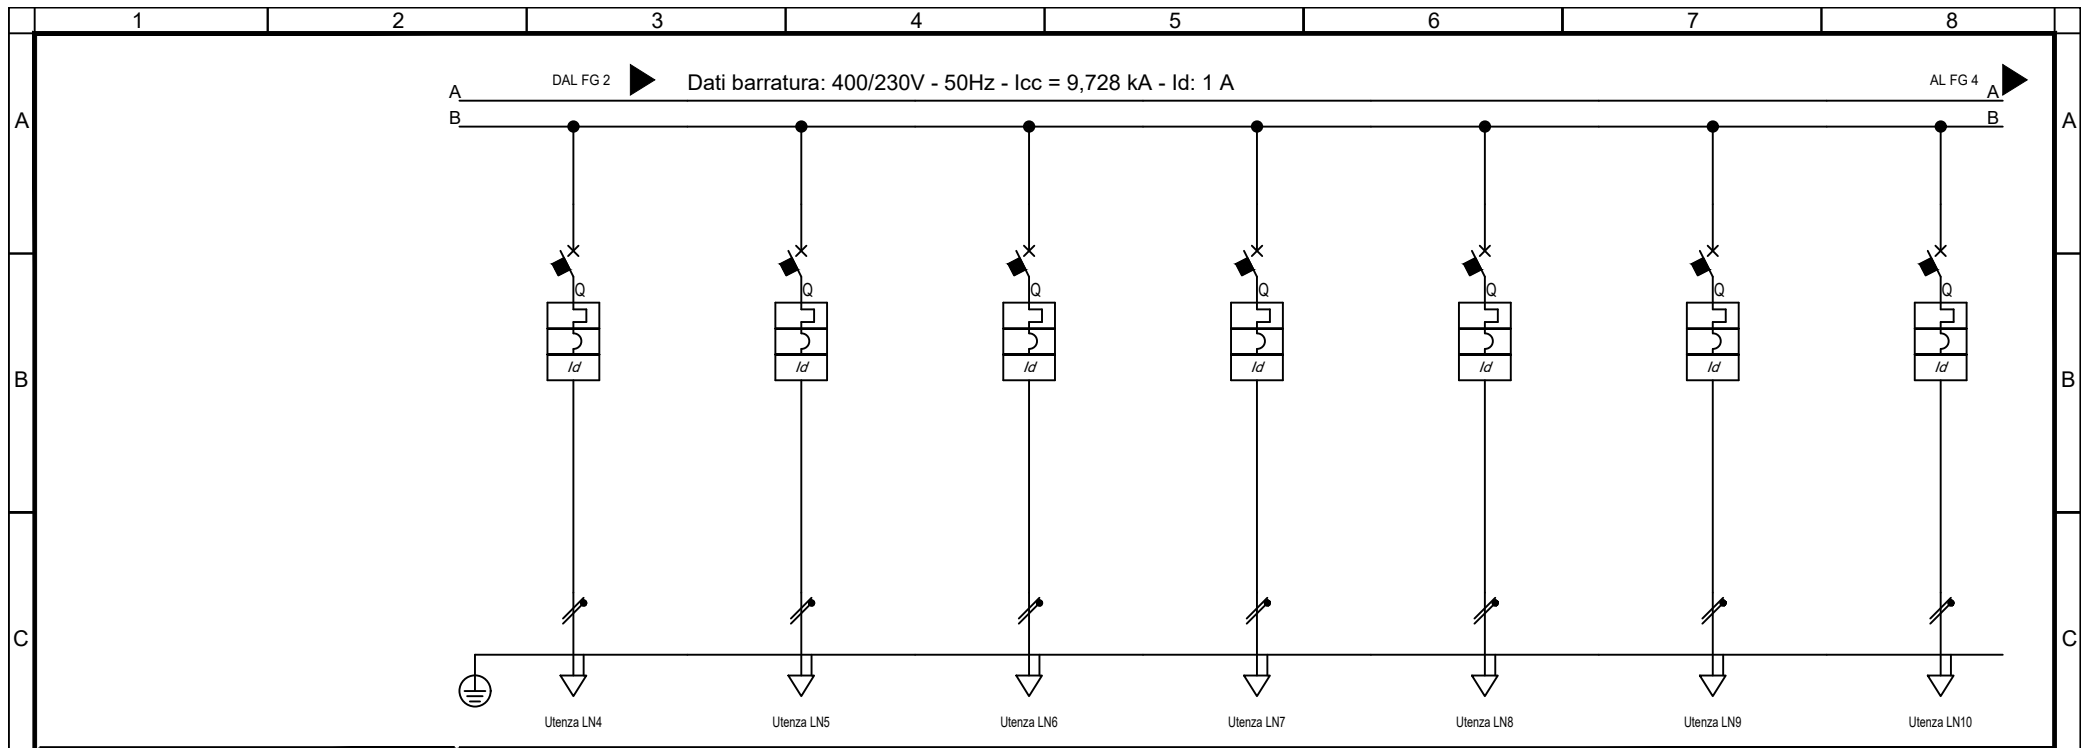 1 2 3 4 5 6 7 8
DAL FG 2 Dati barratura: 400/230V - 50Hz - Icc = 9,728 kA - Id: 1 A AL FG 4
A A
A A
B B
Q Q Q Q Q Q Q
Id Id Id Id Id Id Id
B B
C C
Utenza LN4 Utenza LN5 Utenza LN6 Utenza LN7 Utenza LN8 Utenza LN9 Utenza LN10